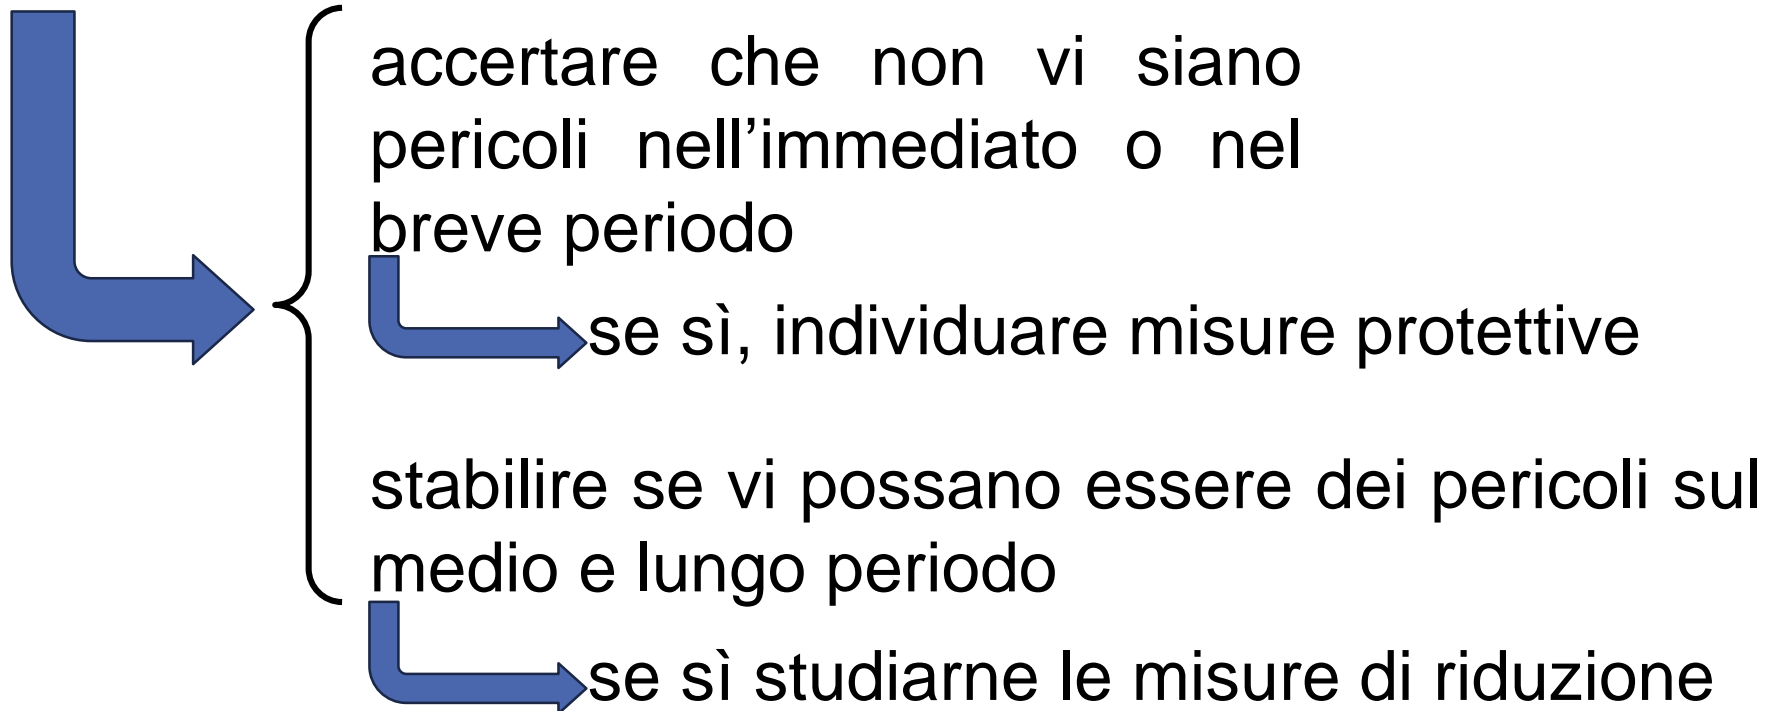 accertare che non vi siano
pericoli nell’immediato o nel
breve periodo
se sì, individuare misure protettive
stabilire se vi possano essere dei pericoli sul
medio e lungo periodo
se sì studiarne le misure di riduzione